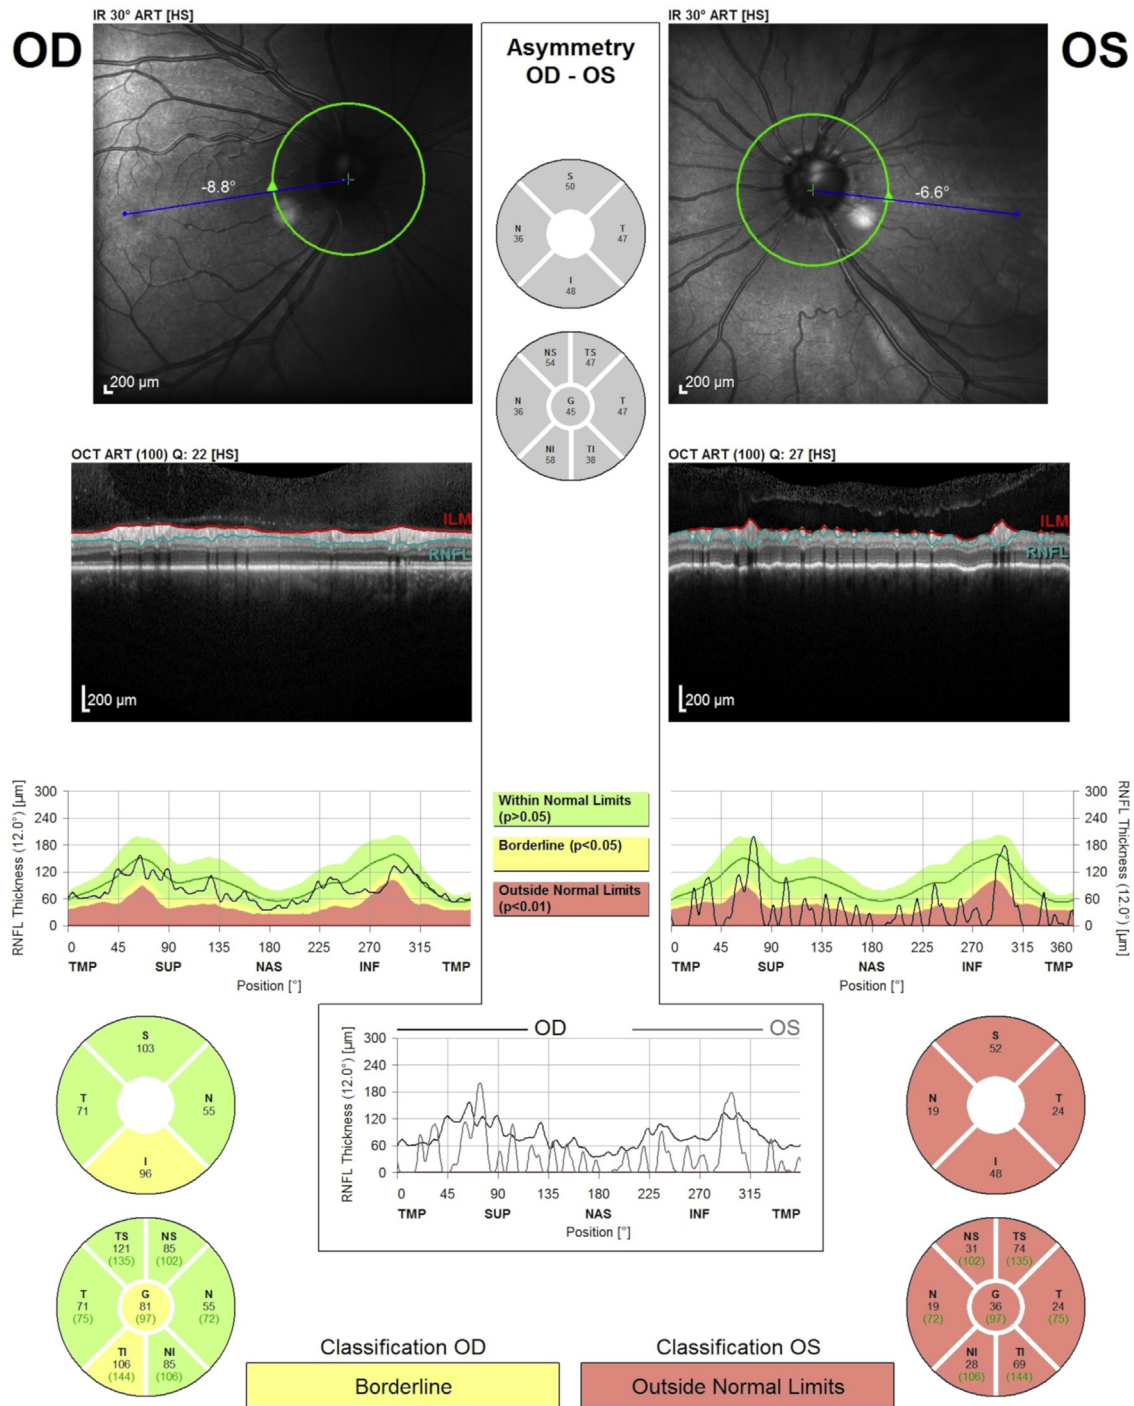 IR 30° ART [HS]
OD
-8.8°
200 µm
Asymmetry
OD - OS
IR 30° ART [HS]
OS
-6.6°
200 µm
S
50
N
36
T
47
I
48
NS
54
TS
47
N
36
G
45
T
47
NI
58
TI
38
OCT ART (100) Q: 22 [HS]
ILM
RNFL
200 µm
OCT ART (100) Q: 27 [HS]
ILM
RNFL
200 µm
RNFL Thickness (12.0°) [µm]
300
240
180
120
60
0
0 45 90 135 180 225 270 315
TMP SUP NAS INF TMP
Position [°]
Within Normal Limits
(p>0.05)
Borderline (p<0.05)
Outside Normal Limits
(p<0.01)
300
240
180
120
60
0
RNFL Thickness (12.0°) [µm]
0 45 90 135 180 225 270 315 360
TMP SUP NAS INF TMP
Position [°]
S
103
T
71
N
55
I
96
OD
OS
RNFL Thickness (12.0°) [µm]
300
240
180
120
60
0
0 45 90 135 180 225 270 315
TMP SUP NAS INF TMP
Position [°]
S
52
N
19
T
24
I
48
TS
121
(135)
NS
85
(102)
T
71
(75)
G
81
(97)
N
55
(72)
TI
106
(144)
NI
85
(106)
NS
31
(102)
TS
74
(135)
N
19
(72)
G
36
(97)
T
24
(75)
NI
28
(106)
TI
69
(144)
Classification OD
Borderline
Classification OS
Outside Normal Limits